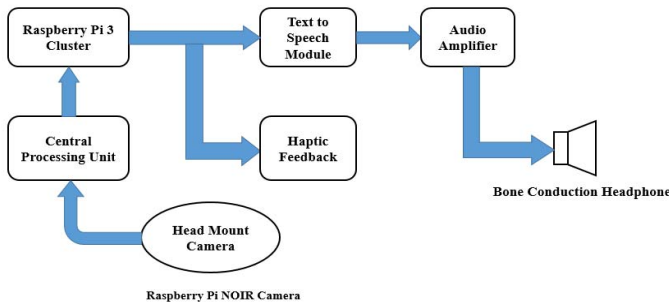 Raspberry Pi 3
Cluster
Text to
Speech
Module
Audio
Amplifier
Central
Processing Unit
Haptic
Feedback
Bone Conduction Headphone
Head Mount
Camera
Raspberry Pi NOIR Camera